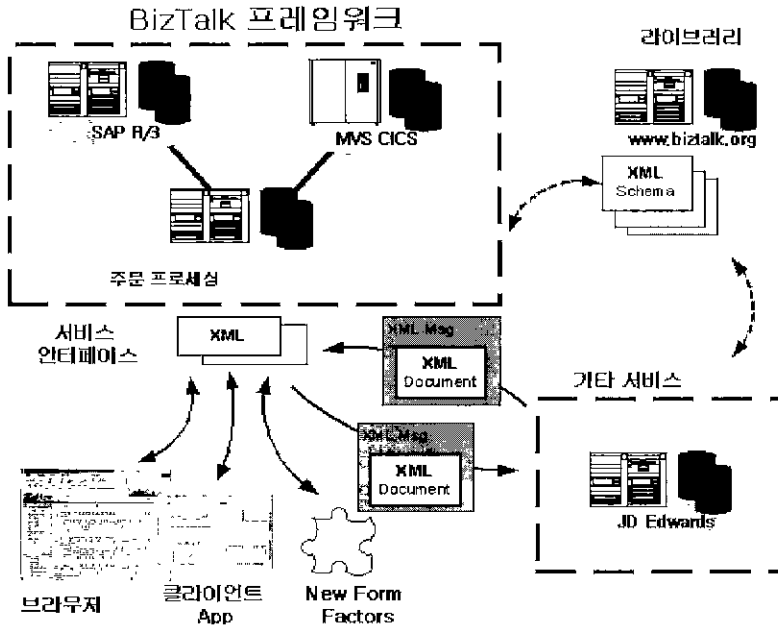 BizTalk 프레임워크
라이브러리
SAP R/3
MVS CICS
www.biztalk.org
XML
Schema
주문 프로세싱
서비스
인터페이스
XML
XML Msg
XML
Document
기타 서비스
XML Msg
XML
Document
JD Edwards
브라우저
클라이언트
App
New Form
Factors